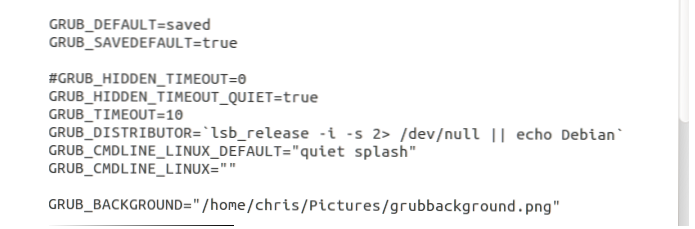 GRUB_DEFAULT=saved
GRUB_SAVEDEFAULT=true
#GRUB_HIDDEN_TIMEOUT=0
GRUB_HIDDEN_TIMEOUT_QUIET=true
GRUB_TIMEOUT=10
GRUB_DISTRIBUTOR=`lsb_release -i -s 2> /dev/null || echo Debian`
GRUB_CMDLINE_LINUX_DEFAULT="quiet splash"
GRUB_CMDLINE_LINUX=""
GRUB_BACKGROUND="/home/chris/Pictures/grubbackground.png"